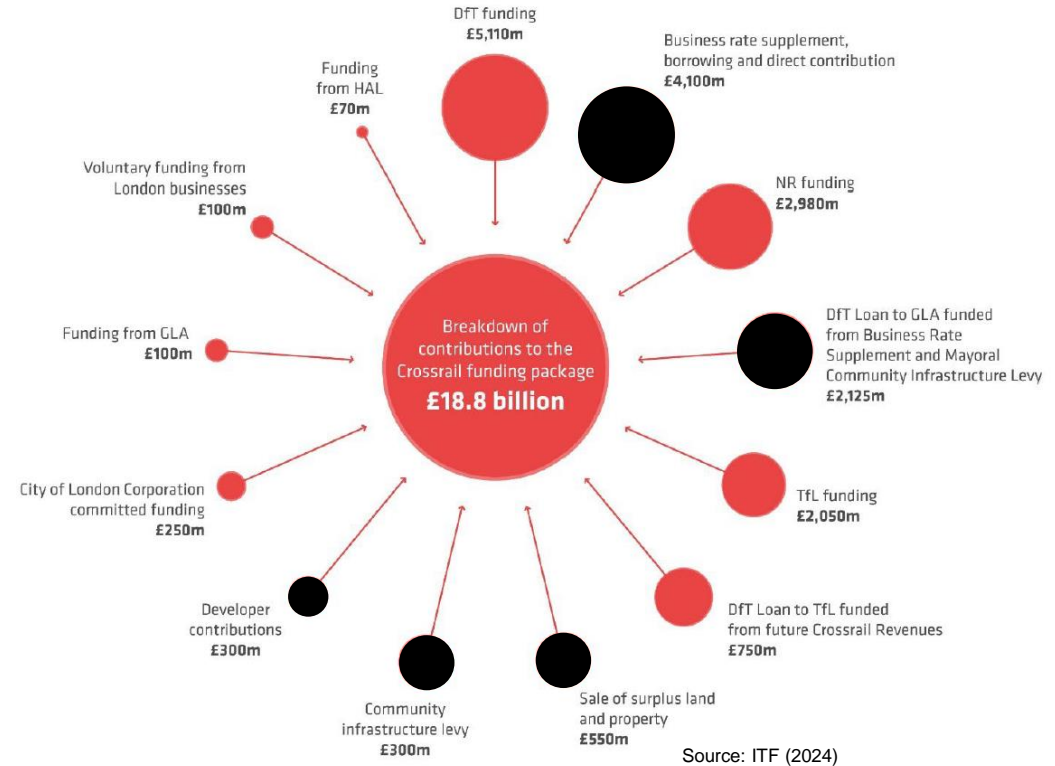 DfT funding
£5,110m
Business rate supplement,
borrowing and direct contribution
£4,100m
Funding
from HAL
£70m
Voluntary funding from
London businesses
£100m
NR funding
£2,980m
Funding from GLA
£100m
Breakdown of
contributions to the
Crossrail funding package
£18.8 billion
DfT Loan to GLA funded
from Business Rate
Supplement and Mayoral
Community Infrastructure Levy
£2,125m
City of London Corporation
committed funding
£250m
TfL funding
£2,050m
Developer
contributions
£300m
DfT Loan to TfL funded
from future Crossrail Revenues
£750m
Community
infrastructure levy
£300m
Sale of surplus land
and property
£550m
Source: ITF (2024)